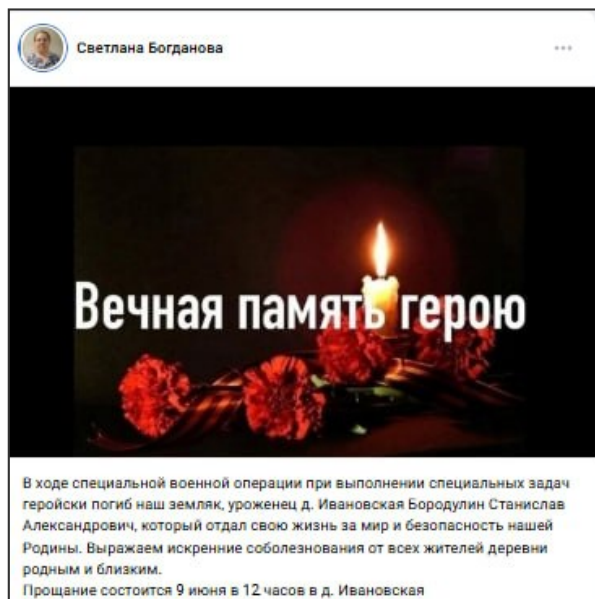 Светлана Богданова
Вечная память герою
В ходе специальной военной операции при выполнении специальных задач
геройски погиб наш земляк, уроженец д. Ивановская Бородулин Станислав
Александрович, который отдал свою жизнь за мир и безопасность нашей
Родины. Выражаем искренние соболезнования от всех жителей деревни
родным и близким.
Прощание состоится 9 июня в 12 часов в д. Ивановская